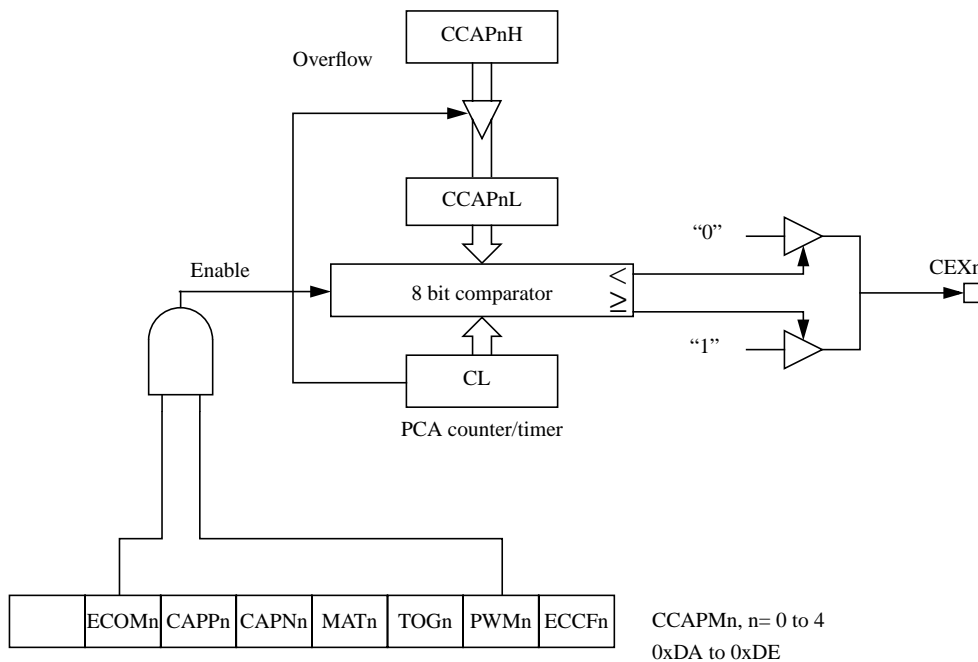 CCAPnH
Overflow
CCAPnL
“0”
Enable
CEXn
8 bit comparator
<
≥
“1”
CL
PCA counter/timer
ECOMn CAPPn CAPNn MATn TOGn PWMn ECCFn
CCAPMn, n= 0 to 4
0xDA to 0xDE